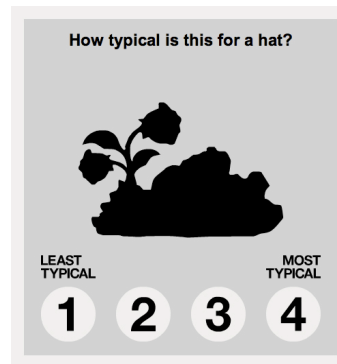 How typical is this for a hat?
LEAST MOST
TYPICAL TYPICAL
1 2 3 4